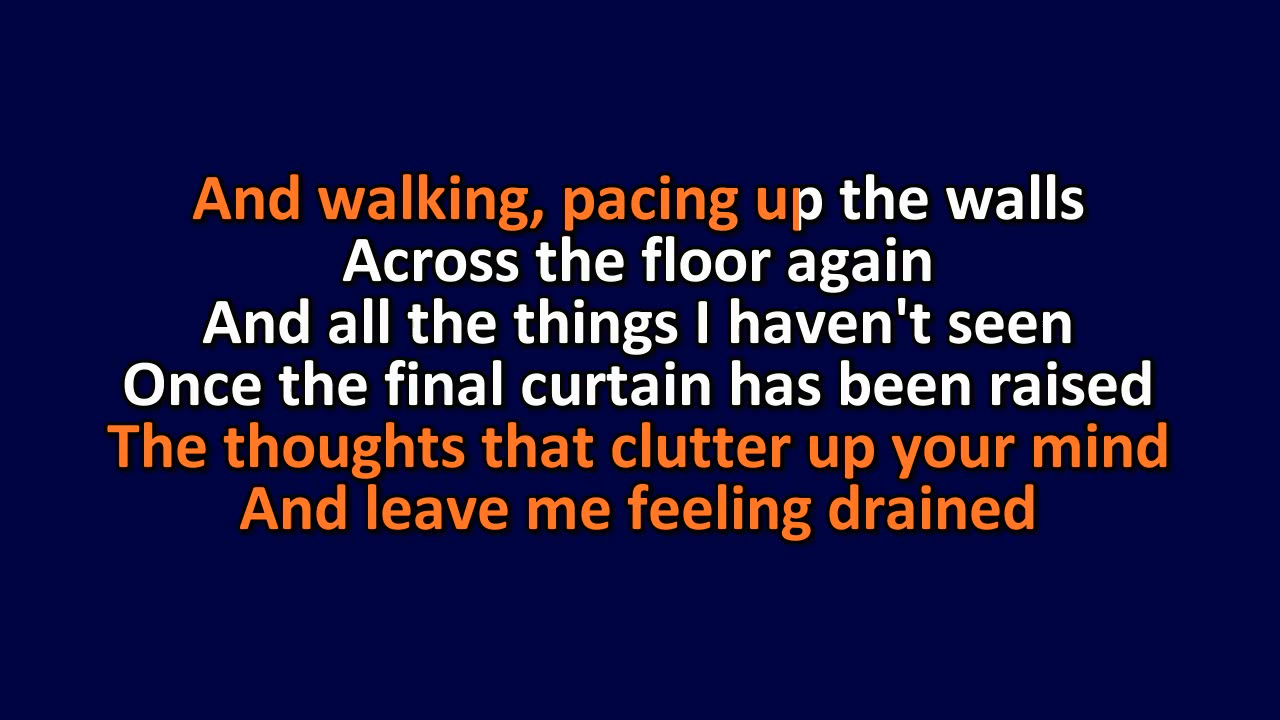 And walking, pacing up the walls
Across the floor again
And all the things I haven't seen
Once the final curtain has been raised
The thoughts that clutter up your mind
And leave me feeling drained